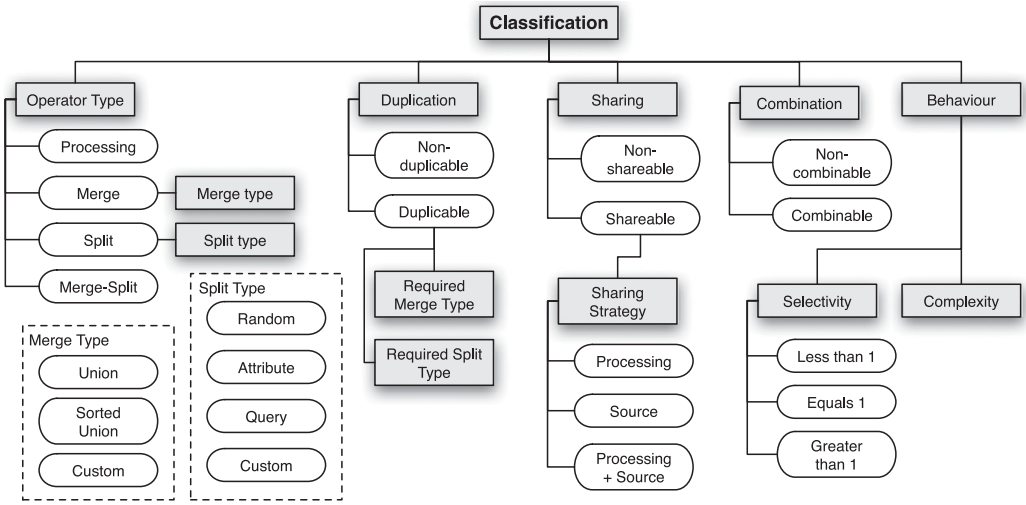 Classification
Operator Type
Processing
Merge
Merge type
Split
Split type
Merge-Split
Merge Type
Union
Sorted
Union
Custom
Split Type
Random
Attribute
Query
Custom
Duplication
Non-
duplicable
Duplicable
Required
Merge Type
Required Split
Type
Sharing
Non-
shareable
Shareable
Sharing
Strategy
Processing
Source
Processing
+ Source
Combination
Non-
combinable
Combinable
Behaviour
Selectivity
Less than 1
Equals 1
Greater
than 1
Complexity